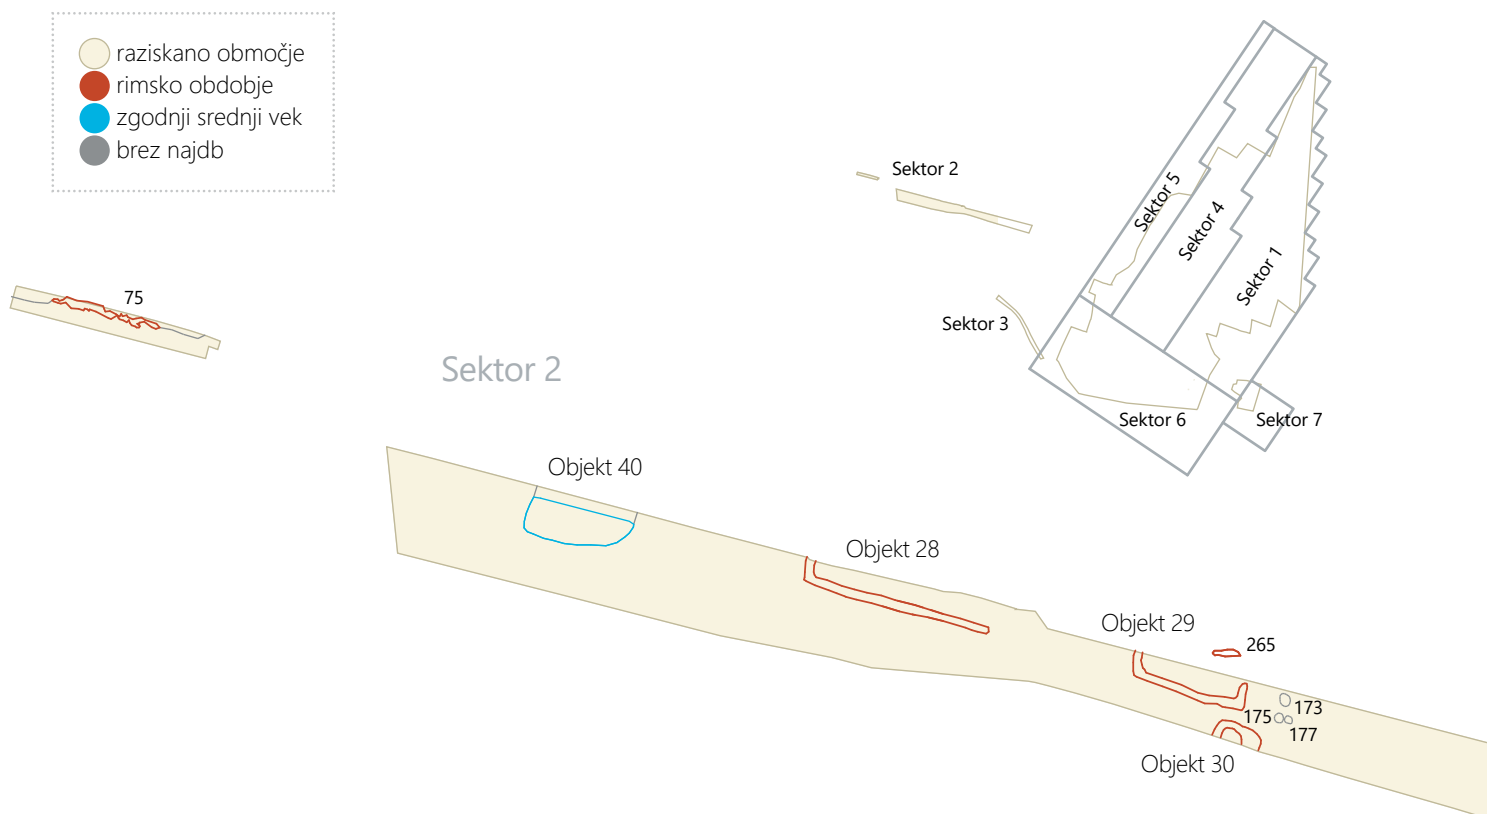 raziskano območje
rimsko obdobje
zgodnji srednji vek
brez najdb
Sektor 2
Sektor 5
Sektor 4
Sektor 1
Sektor 3
Sektor 6
Sektor 7
75
Sektor 2
Objekt 40
Objekt 28
Objekt 29
265
173
175
177
Objekt 30